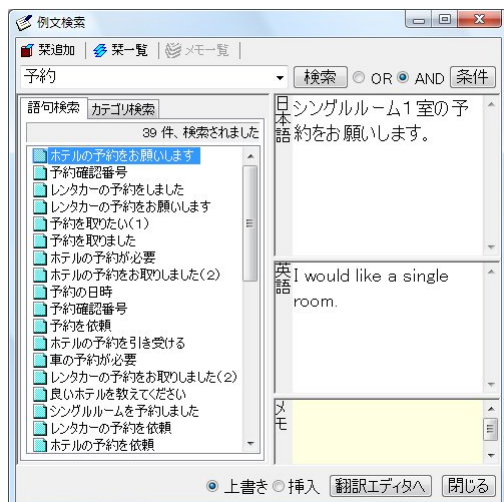 例文検索
栞追加 栞一覧 メモ一覧
予約 検索 OR AND 条件
語句検索 カテゴリ検索
39 件、検索されました
ホテルの予約をお願いします
予約確認番号
レンタカーの予約をしました
レンタカーの予約をお願いします
予約を取りたい(1)
予約を取りました
ホテルの予約が必要
ホテルの予約をお取りしました(2)
予約の日時
予約確認番号
予約を依頼
ホテルの予約を引き受ける
車の予約が必要
レンタカーの予約をお取りしました(2)
良いホテルを教えてください
シングルルームを予約しました
レンタカーの予約を依頼
ホテルの予約を依頼
日本語
シングルルーム1室の予
約をお願いします。
英語
I would like a single
room.
メモ
上書き 挿入 翻訳エディタへ 閉じる